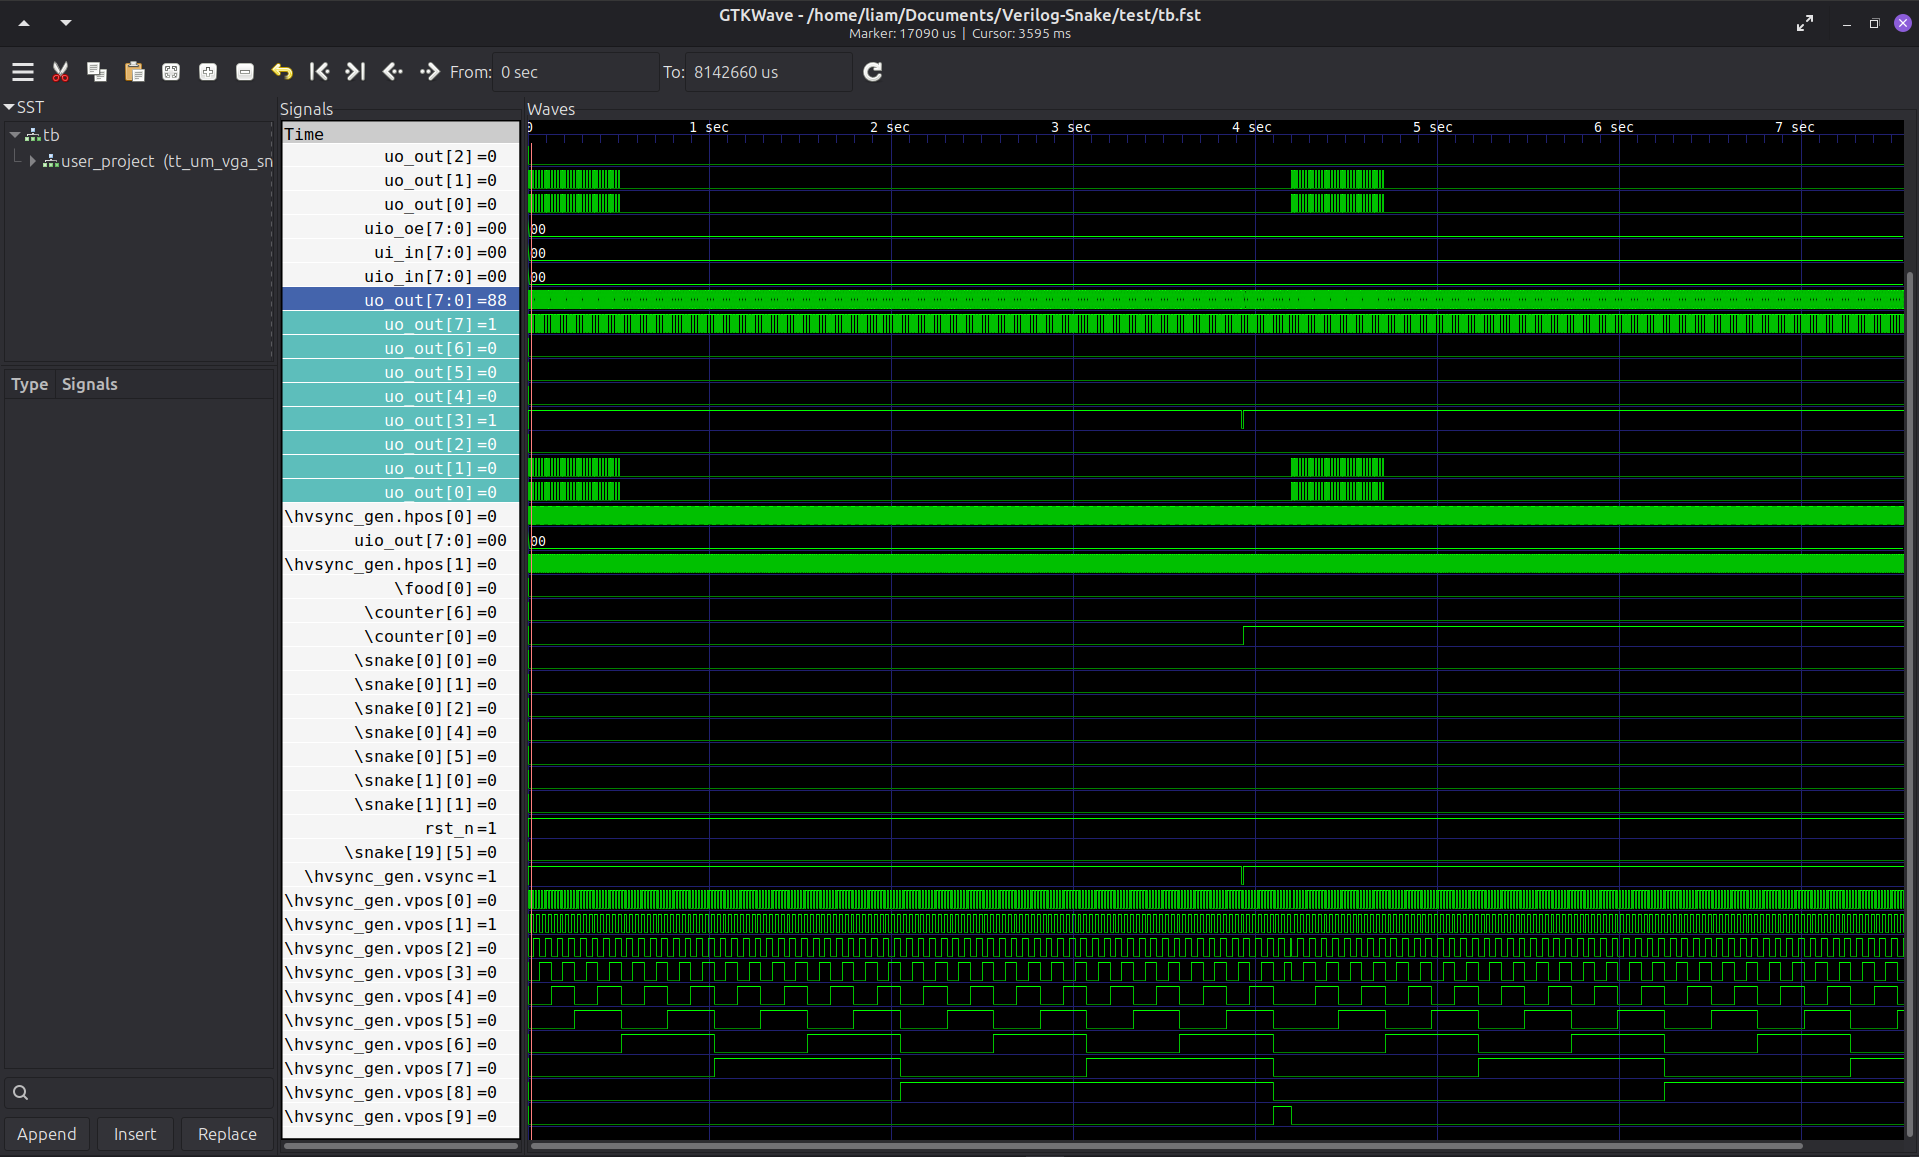 GTKWave - /home/liam/Documents/Verilog-Snake/test/tb.fst
Marker: 17090 us | Cursor: 3595 ms
From: 0 sec To: 8142660 us
SST
tb
user_project (tt_um_vga_sn
Type Signals
Append Insert Replace
Signals
Time
uo_out[2]=0
uo_out[1]=0
uo_out[0]=0
uio_oe[7:0]=00
ui_in[7:0]=00
uio_in[7:0]=00
uo_out[7:0]=88
uo_out[7]=1
uo_out[6]=0
uo_out[5]=0
uo_out[4]=0
uo_out[3]=1
uo_out[2]=0
uo_out[1]=0
uo_out[0]=0
\hvsync_gen.hpos[0]=0
uio_out[7:0]=00
\hvsync_gen.hpos[1]=0
\food[0]=0
\counter[6]=0
\counter[0]=0
\snake[0][0]=0
\snake[0][1]=0
\snake[0][2]=0
\snake[0][4]=0
\snake[0][5]=0
\snake[1][0]=0
\snake[1][1]=0
rst_n=1
\snake[19][5]=0
\hvsync_gen.vsync=1
\hvsync_gen.vpos[0]=0
\hvsync_gen.vpos[1]=1
\hvsync_gen.vpos[2]=0
\hvsync_gen.vpos[3]=0
\hvsync_gen.vpos[4]=0
\hvsync_gen.vpos[5]=0
\hvsync_gen.vpos[6]=0
\hvsync_gen.vpos[7]=0
\hvsync_gen.vpos[8]=0
\hvsync_gen.vpos[9]=0
Waves
0 1 sec 2 sec 3 sec 4 sec 5 sec 6 sec 7 sec
00
00
00
00